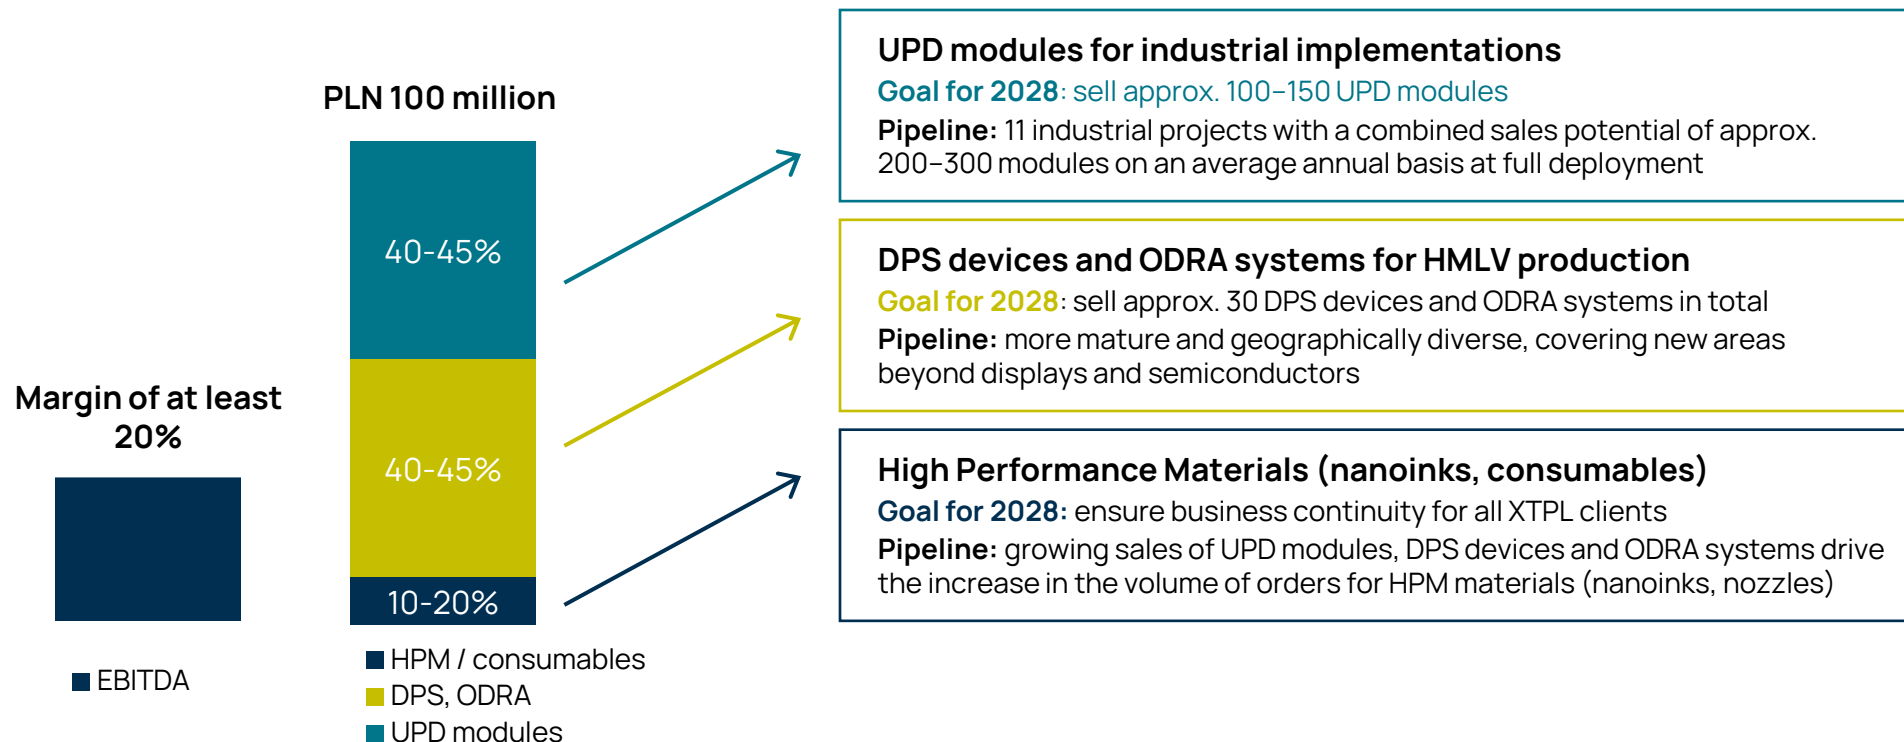 Margin of at least
20%
EBITDA
PLN 100 million
40-45%
40-45%
10-20%
HPM / consumables
DPS, ODRA
UPD modules
UPD modules for industrial implementations
Goal for 2028: sell approx. 100–150 UPD modules
Pipeline: 11 industrial projects with a combined sales potential of approx.
200–300 modules on an average annual basis at full deployment
DPS devices and ODRA systems for HMLV production
Goal for 2028: sell approx. 30 DPS devices and ODRA systems in total
Pipeline: more mature and geographically diverse, covering new areas
beyond displays and semiconductors
High Performance Materials (nanoinks, consumables)
Goal for 2028: ensure business continuity for all XTPL clients
Pipeline: growing sales of UPD modules, DPS devices and ODRA systems drive
the increase in the volume of orders for HPM materials (nanoinks, nozzles)